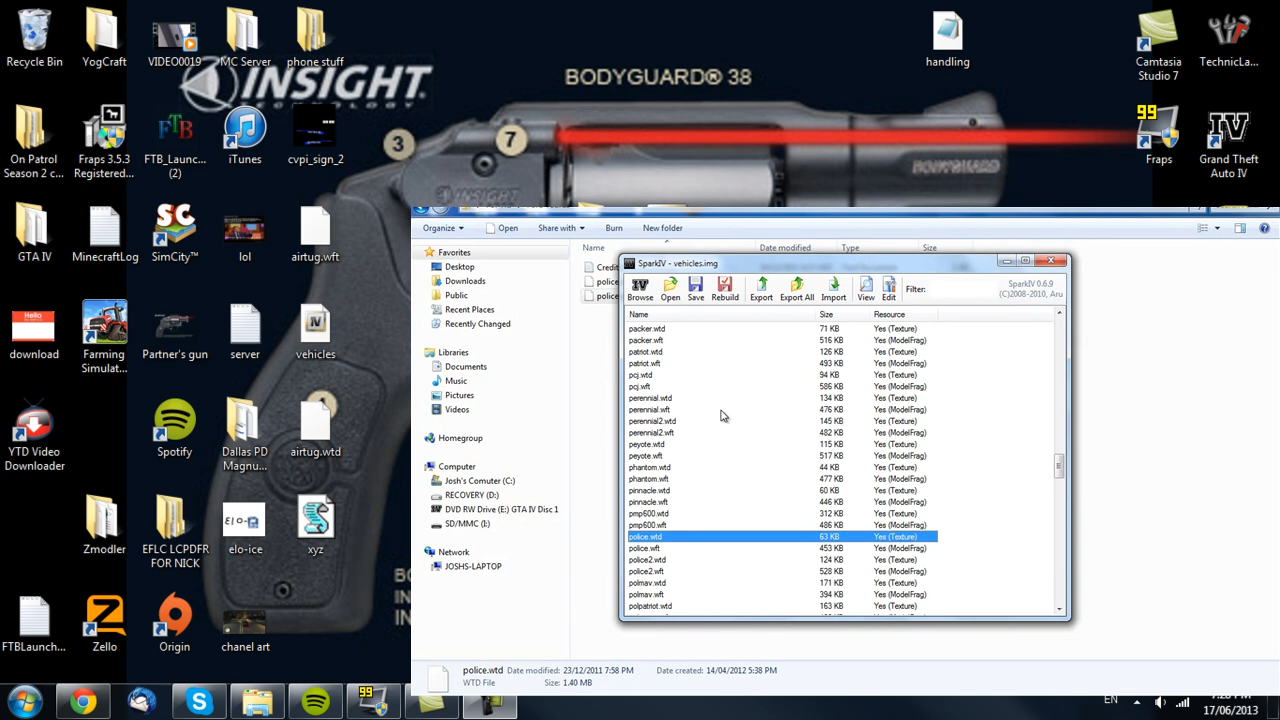 Recycle Bin
YogCraft
VIDEO0019
MC Server
phone stuff
handling
Camtasia Studio 7
TechnicLa...
INSIGHT
TECHNOLOGY
BODYGUARD® 38
3
7
BODYGUARD
On Patrol Season 2 c...
Fraps 3.5.3 Registered...
FTB
FTB_Launc... (2)
iTunes
cvpi_sign_2
99
Fraps
IV
Grand Theft Auto IV
GTA IV
MinecraftLog
SC
SimCity™
lol
airtug.wft
download
Farming Simulat...
Partner's gun
server
vehicles
YTD Video Downloader
Spotify
Dallas PD Magnu...
airtug.wtd
Zmodler
EFLC LCPDFR FOR NICK
elo-ice
elo-ice
xyz
FTBLaunch...
Zello
Origin
chanel art
Organize
Open
Share with
Burn
New folder
Favorites
Desktop
Downloads
Public
Recent Places
Recently Changed
Libraries
Documents
Music
Pictures
Videos
Homegroup
Computer
Josh's Comuter (C:)
RECOVERY (D:)
DVD RW Drive (E:) GTA IV Disc 1
SD/MMC (I:)
Network
JOSHS-LAPTOP
Name
Date modified
Type
Size
Credit
police
police
SparkIV - vehicles.img
IV
Browse
Open
Save
Rebuild
Export
Export All
Import
View
Edit
Filter:
SparkIV 0.6.9
(C)2008-2010, Aru
Name Size Resource
packer.wtd 71 KB Yes (Texture)
packer.wft 516 KB Yes (ModelFrag)
patriot.wtd 126 KB Yes (Texture)
patriot.wft 493 KB Yes (ModelFrag)
pcj.wtd 94 KB Yes (Texture)
pcj.wft 586 KB Yes (ModelFrag)
perennial.wtd 134 KB Yes (Texture)
perennial.wft 476 KB Yes (ModelFrag)
perennial2.wtd 145 KB Yes (Texture)
perennial2.wft 482 KB Yes (ModelFrag)
peyote.wtd 115 KB Yes (Texture)
peyote.wft 517 KB Yes (ModelFrag)
phantom.wtd 44 KB Yes (Texture)
phantom.wft 477 KB Yes (ModelFrag)
pinnacle.wtd 60 KB Yes (Texture)
pinnacle.wft 446 KB Yes (ModelFrag)
pmp600.wtd 312 KB Yes (Texture)
pmp600.wft 486 KB Yes (ModelFrag)
police.wtd 63 KB Yes (Texture)
police.wft 453 KB Yes (ModelFrag)
police2.wtd 124 KB Yes (Texture)
police2.wft 528 KB Yes (ModelFrag)
polmav.wtd 171 KB Yes (Texture)
polmav.wft 394 KB Yes (ModelFrag)
polpatriot.wtd 163 KB Yes (Texture)
police.wtd Date modified: 23/12/2011 7:58 PM Date created: 14/04/2012 5:38 PM
WTD File Size: 1.40 MB
99
EN
17/06/2013